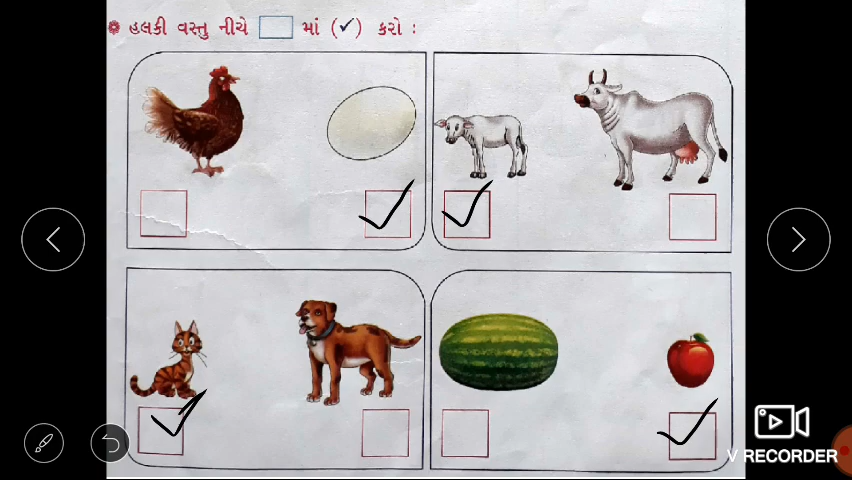 ❁ હલકી વસ્તુ નીચે □ માં (✓) કરો :
V RECORDER